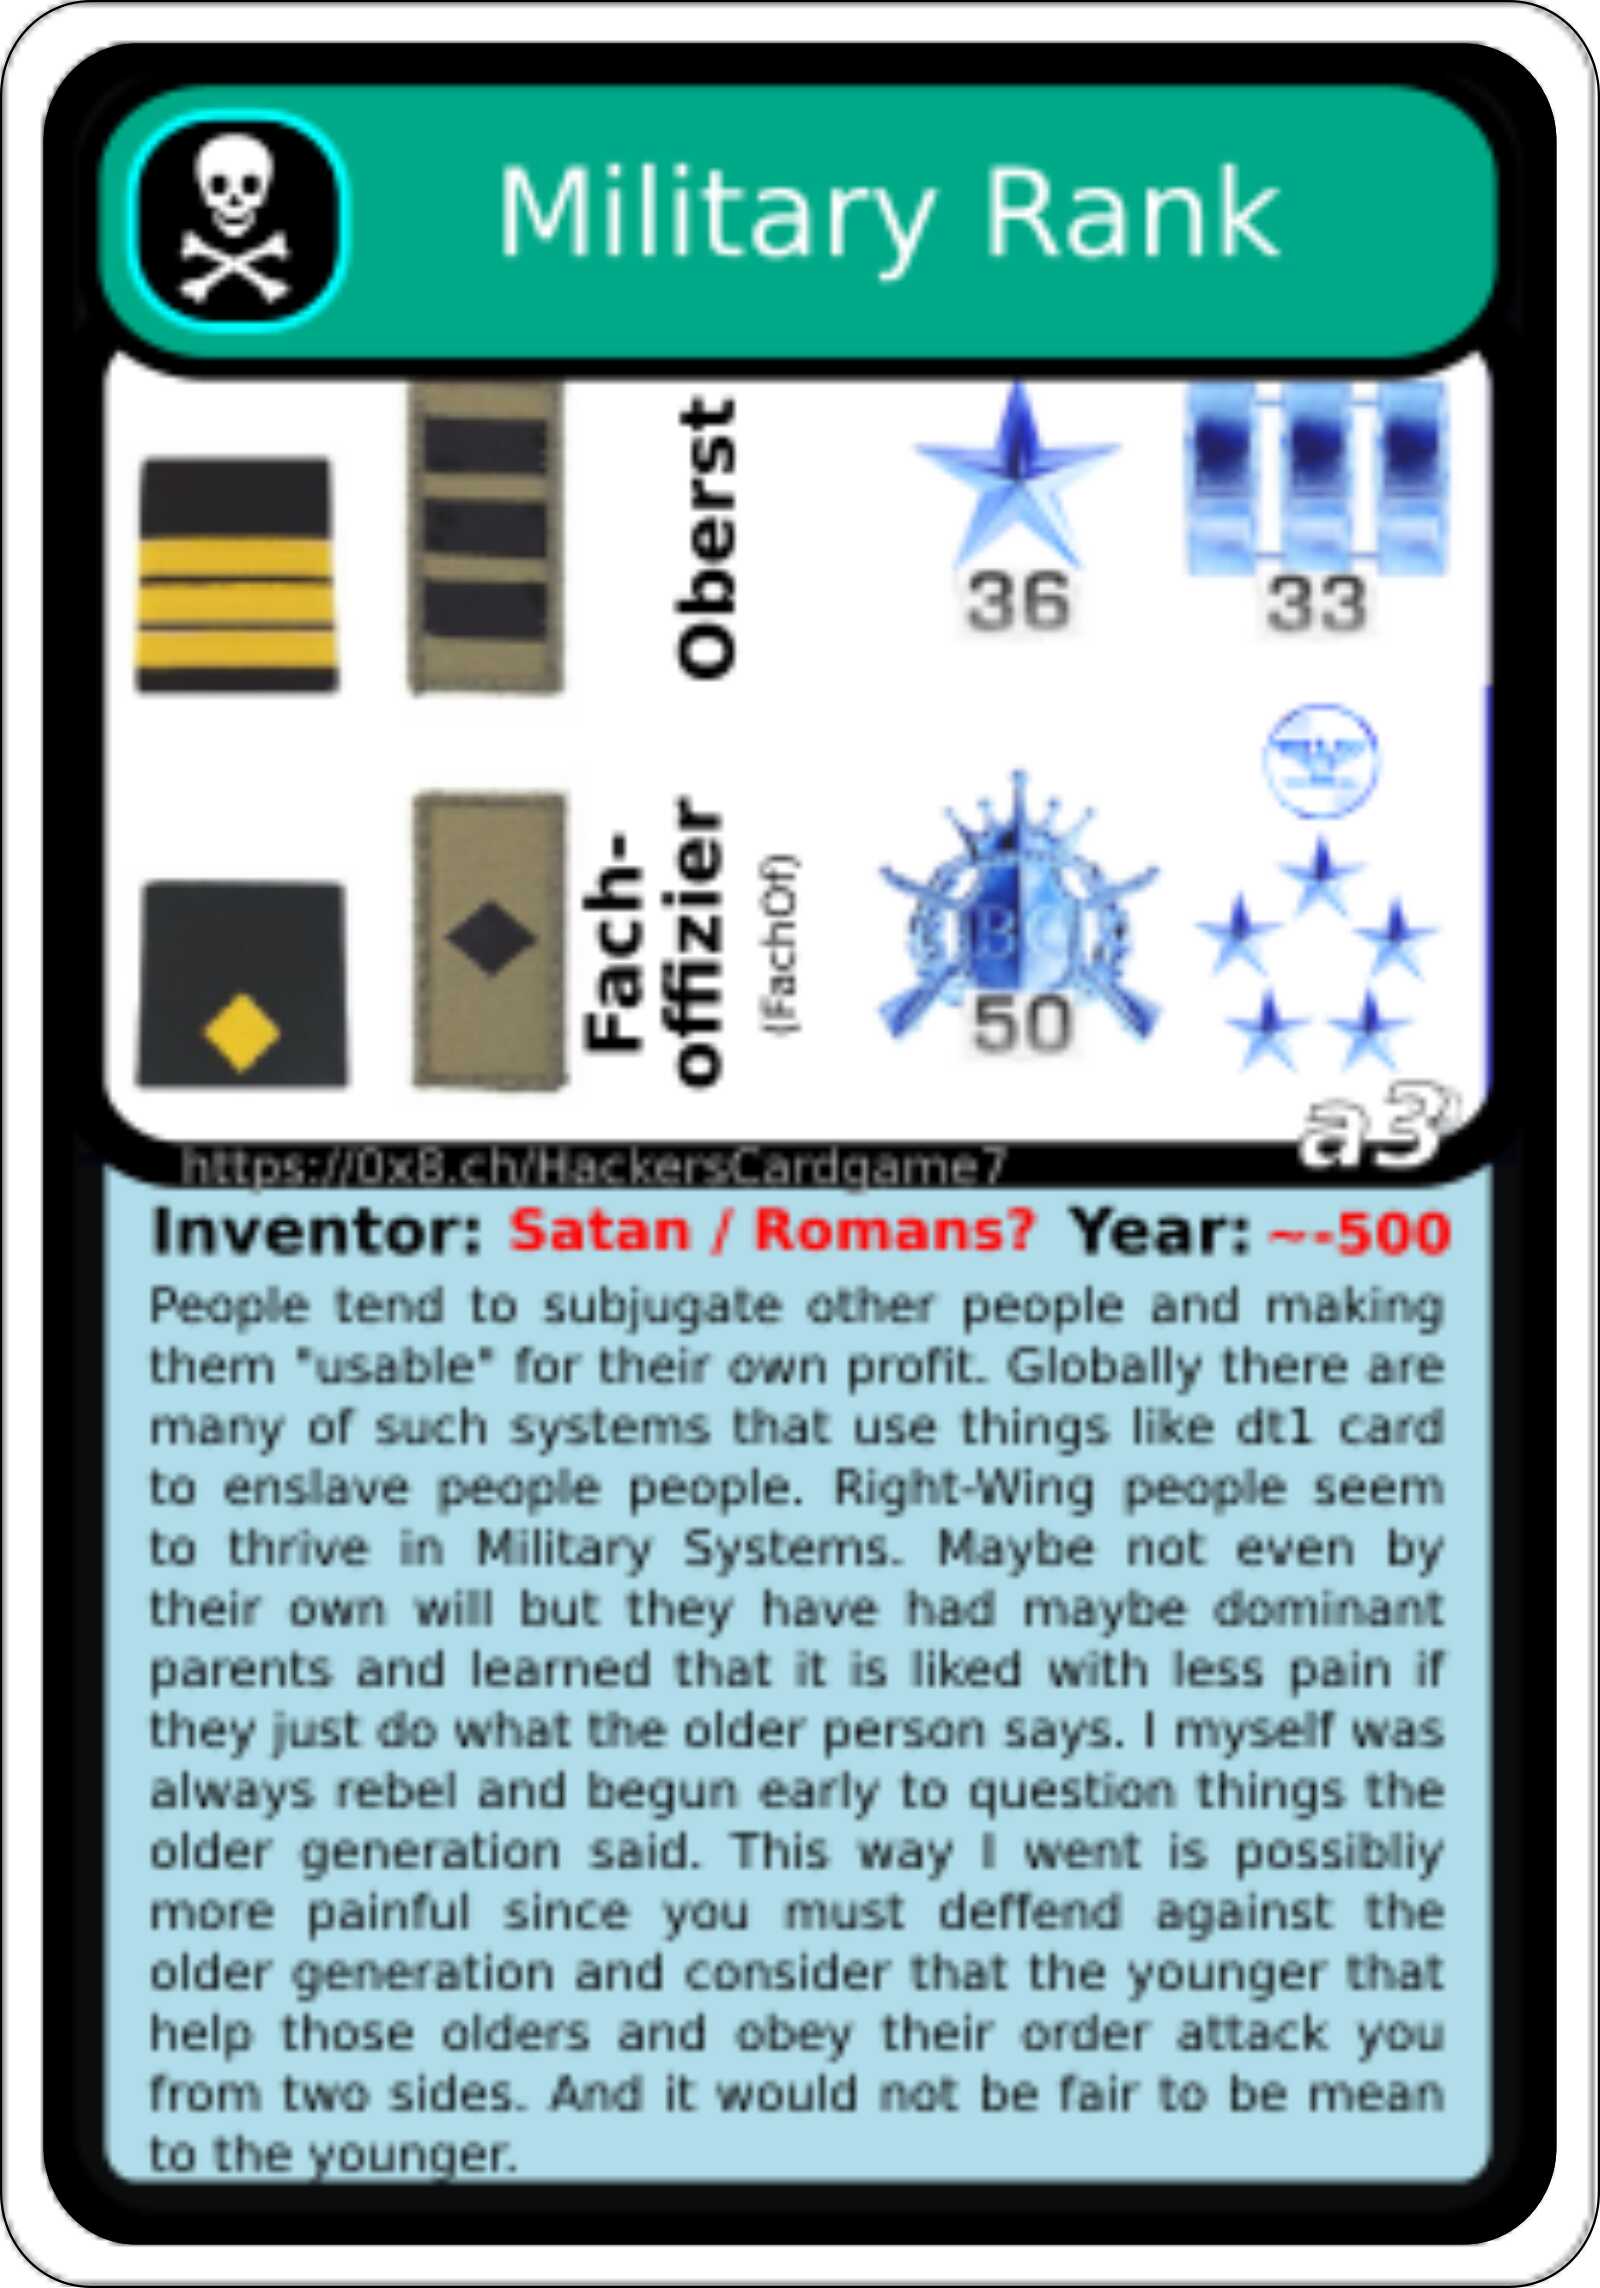 Military Rank
Oberst
36
33
Fach-
offizier
(FachOf)
BC
50
a3
https://0x8.ch/HackersCardgame7
Inventor: Satan / Romans? Year: ~-500
People tend to subjugate other people and making
them "usable" for their own profit. Globally there are
many of such systems that use things like dt1 card
to enslave people people. Right-Wing people seem
to thrive in Military Systems. Maybe not even by
their own will but they have had maybe dominant
parents and learned that it is liked with less pain if
they just do what the older person says. I myself was
always rebel and begun early to question things the
older generation said. This way I went is possibliy
more painful since you must deffend against the
older generation and consider that the younger that
help those olders and obey their order attack you
from two sides. And it would not be fair to be mean
to the younger.